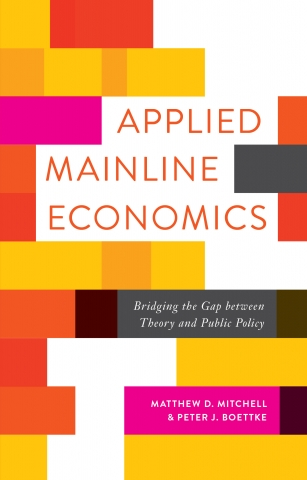 APPLIED
MAINLINE
ECONOMICS
Bridging the Gap between
Theory and Public Policy
MATTHEW D. MITCHELL
& PETER J. BOETTKE